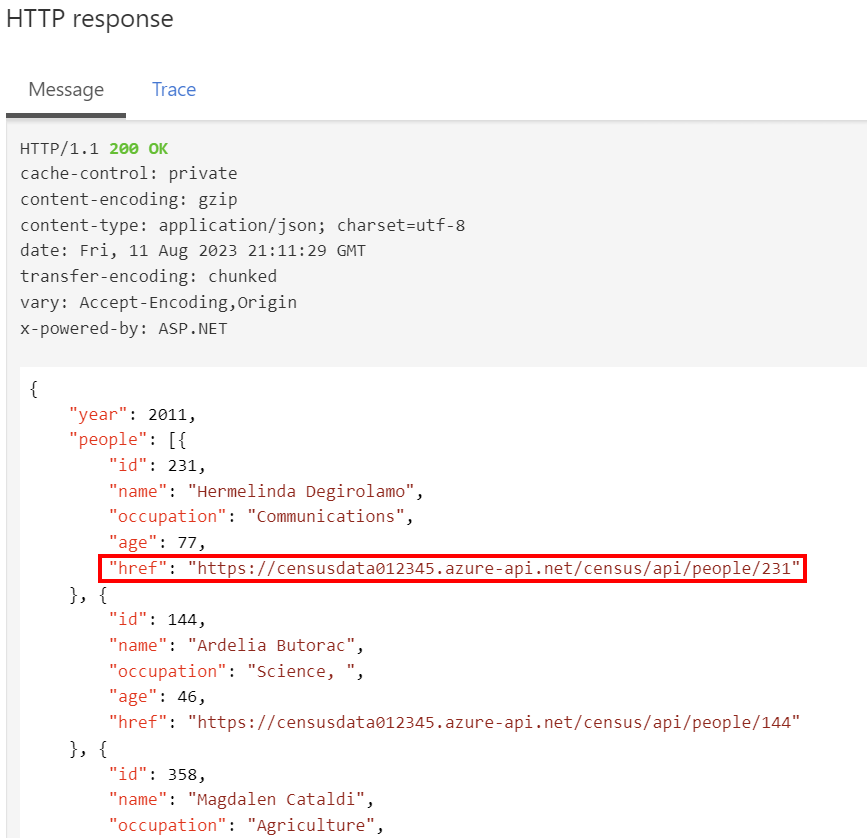 HTTP response
Message Trace
HTTP/1.1 200 OK
cache-control: private
content-encoding: gzip
content-type: application/json; charset=utf-8
date: Fri, 11 Aug 2023 21:11:29 GMT
transfer-encoding: chunked
vary: Accept-Encoding,Origin
x-powered-by: ASP.NET
{
    "year": 2011,
    "people": [{
        "id": 231,
        "name": "Hermelinda Degirolamo",
        "occupation": "Communications",
        "age": 77,
        "href": "https://censusdata012345.azure-api.net/census/api/people/231"
    }, {
        "id": 144,
        "name": "Ardelia Butorac",
        "occupation": "Science, ",
        "age": 46,
        "href": "https://censusdata012345.azure-api.net/census/api/people/144"
    }, {
        "id": 358,
        "name": "Magdalen Cataldi",
        "occupation": "Agriculture",